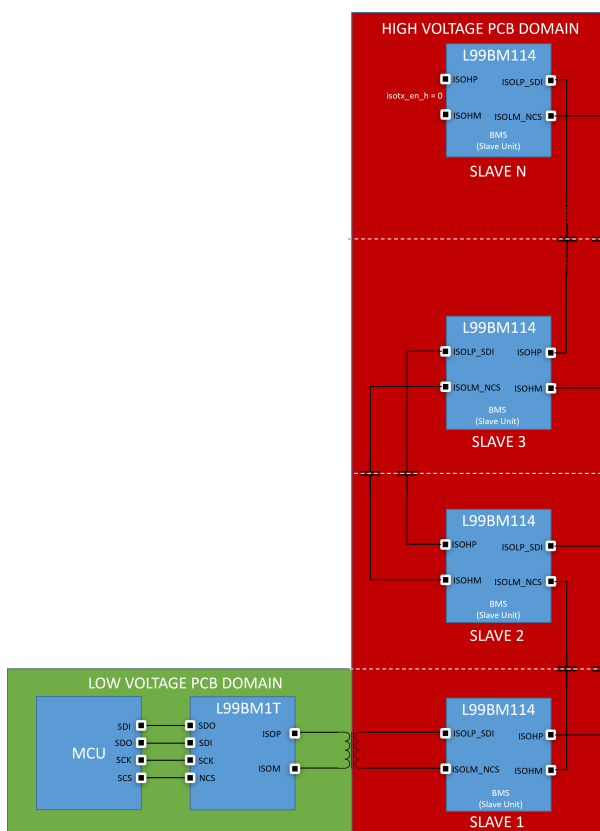 HIGH VOLTAGE PCB DOMAIN
L99BM114
ISOHP
ISOLP_SDI
isotx_en_h = 0
ISOHM
ISOLM_NCS
BMS
(Slave Unit)
SLAVE N
L99BM114
ISOLP_SDI
ISOHP
ISOLM_NCS
ISOHM
BMS
(Slave Unit)
SLAVE 3
L99BM114
ISOHP
ISOLP_SDI
ISOHM
ISOLM_NCS
BMS
(Slave Unit)
SLAVE 2
LOW VOLTAGE PCB DOMAIN
MCU
SDI
SDO
SCK
SCS
L99BM1T
SDO
SDI
SCK
NCS
ISOP
ISOM
L99BM114
ISOLP_SDI
ISOHP
ISOLM_NCS
ISOHM
BMS
(Slave Unit)
SLAVE 1